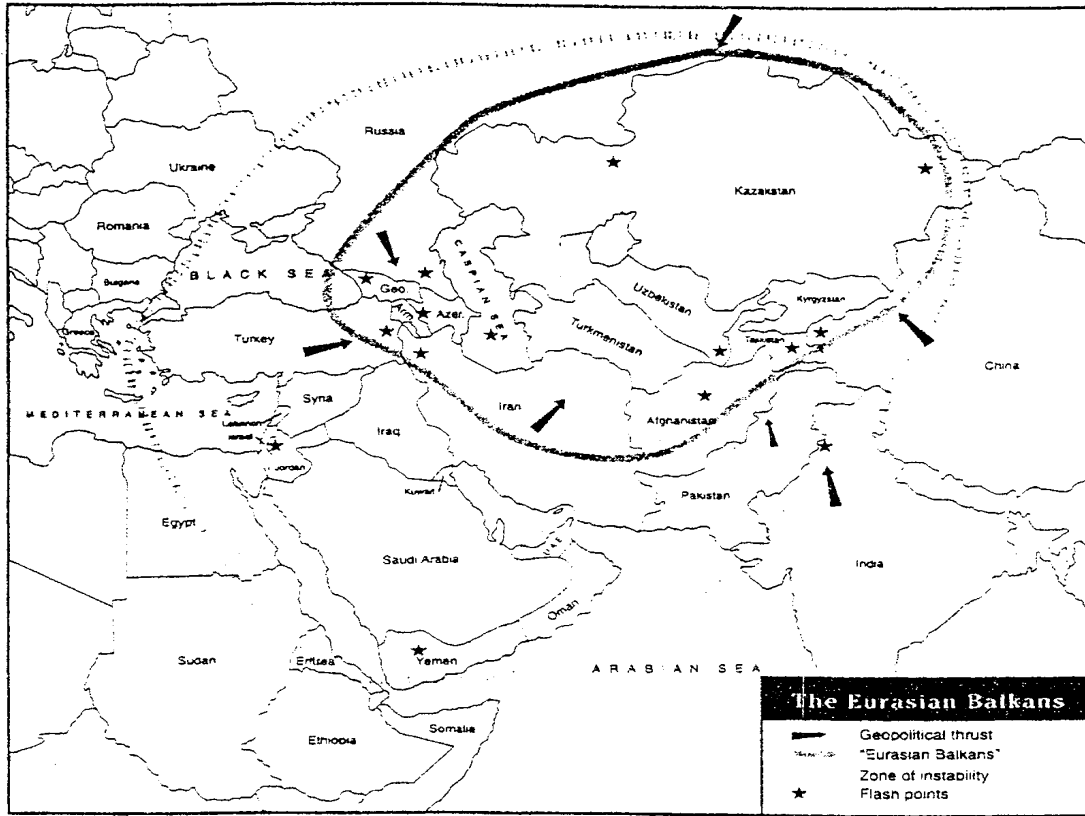 Russia
Ukraine
Kazakstan
Romania
CASPIAN SEA
BLACK SEA
Bulgaria
Geo.
Uzbekistan
Kyrgyzstan
Arm.
Azer.
Greece
Turkey
Turkmenistan
Tajikistan
China
Syria
Iran
MEDITERRANEAN SEA
Lebanon
Afghanistan
Israel
Iraq
Jordan
Kuwait
Pakistan
Egypt
UAE
Saudi Arabia
India
Oman
Sudan
Eritrea
Yemen
ARABIAN SEA
Somalia
Ethiopia
The Eurasian Balkans
Geopolitical thrust
"Eurasian Balkans"
Zone of instability
Flash points